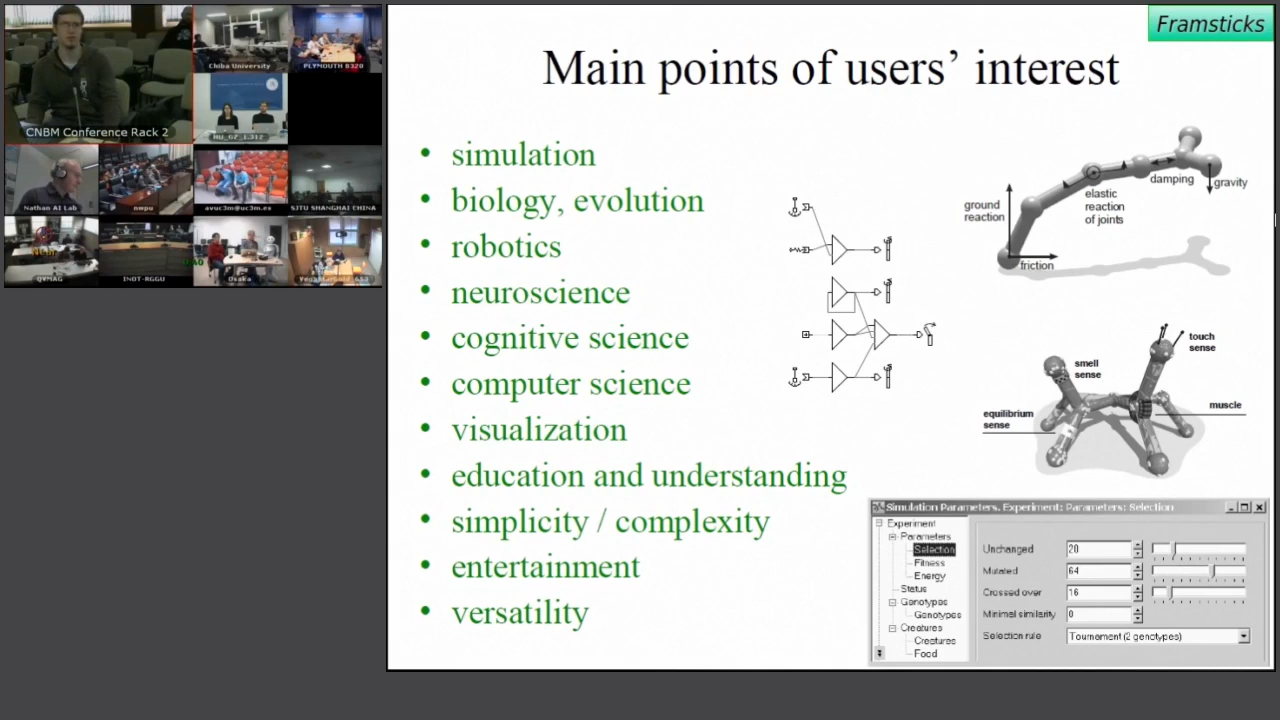 Framsticks
Main points of users’ interest
• simulation
• biology, evolution
• robotics
• neuroscience
• cognitive science
• computer science
• visualization
• education and understanding
• simplicity / complexity
• entertainment
• versatility
ground
reaction
friction
elastic
reaction
of joints
damping
gravity
smell
sense
touch
sense
equilibrium
sense
muscle
Simulation Parameters. Experiment: Parameters: Selection
Experiment
Parameters
Selection
Fitness
Energy
Status
Genotypes
Genotypes
Creatures
Creatures
Food
Unchanged 20
Mutated 64
Crossed over 16
Minimal similarity 0
Selection rule Tournament (2 genotypes)
CNBM Conference Rack 2
Chiba University
PLYMOUTH B320
Nathan AI Lab
nwpu
avuc3m@uc3m.es
SJTU SHANGHAI CHINA
QVMAG
INOT-RGGU
Osaka